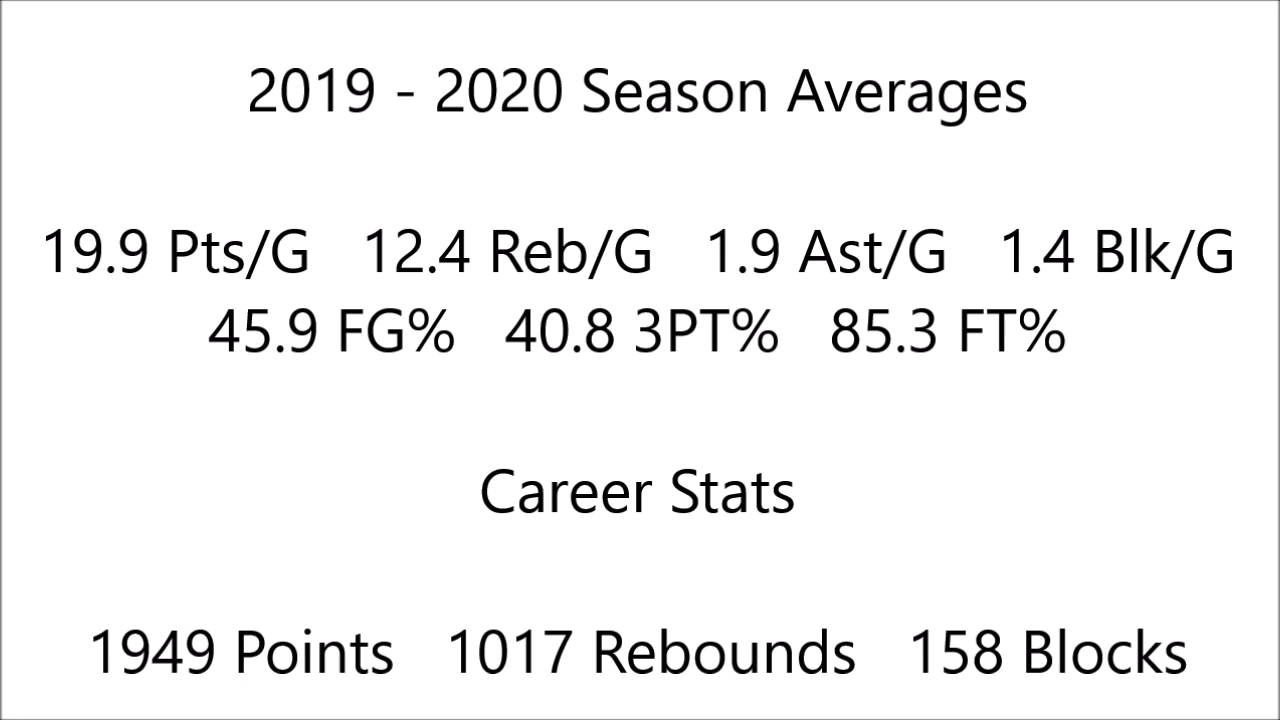 2019 - 2020 Season Averages
19.9 Pts/G 12.4 Reb/G 1.9 Ast/G 1.4 Blk/G
45.9 FG% 40.8 3PT% 85.3 FT%
Career Stats
1949 Points 1017 Rebounds 158 Blocks